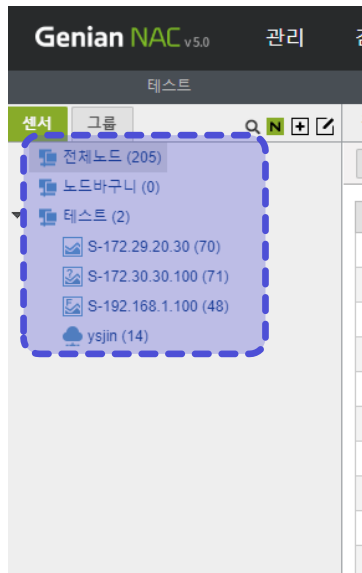 Genian NAC v5.0 관리
테스트
센서 그룹 N
전체노드 (205)
노드바구니 (0)
테스트 (2)
S-172.29.20.30 (70)
S-172.30.30.100 (71)
S-192.168.1.100 (48)
ysjin (14)